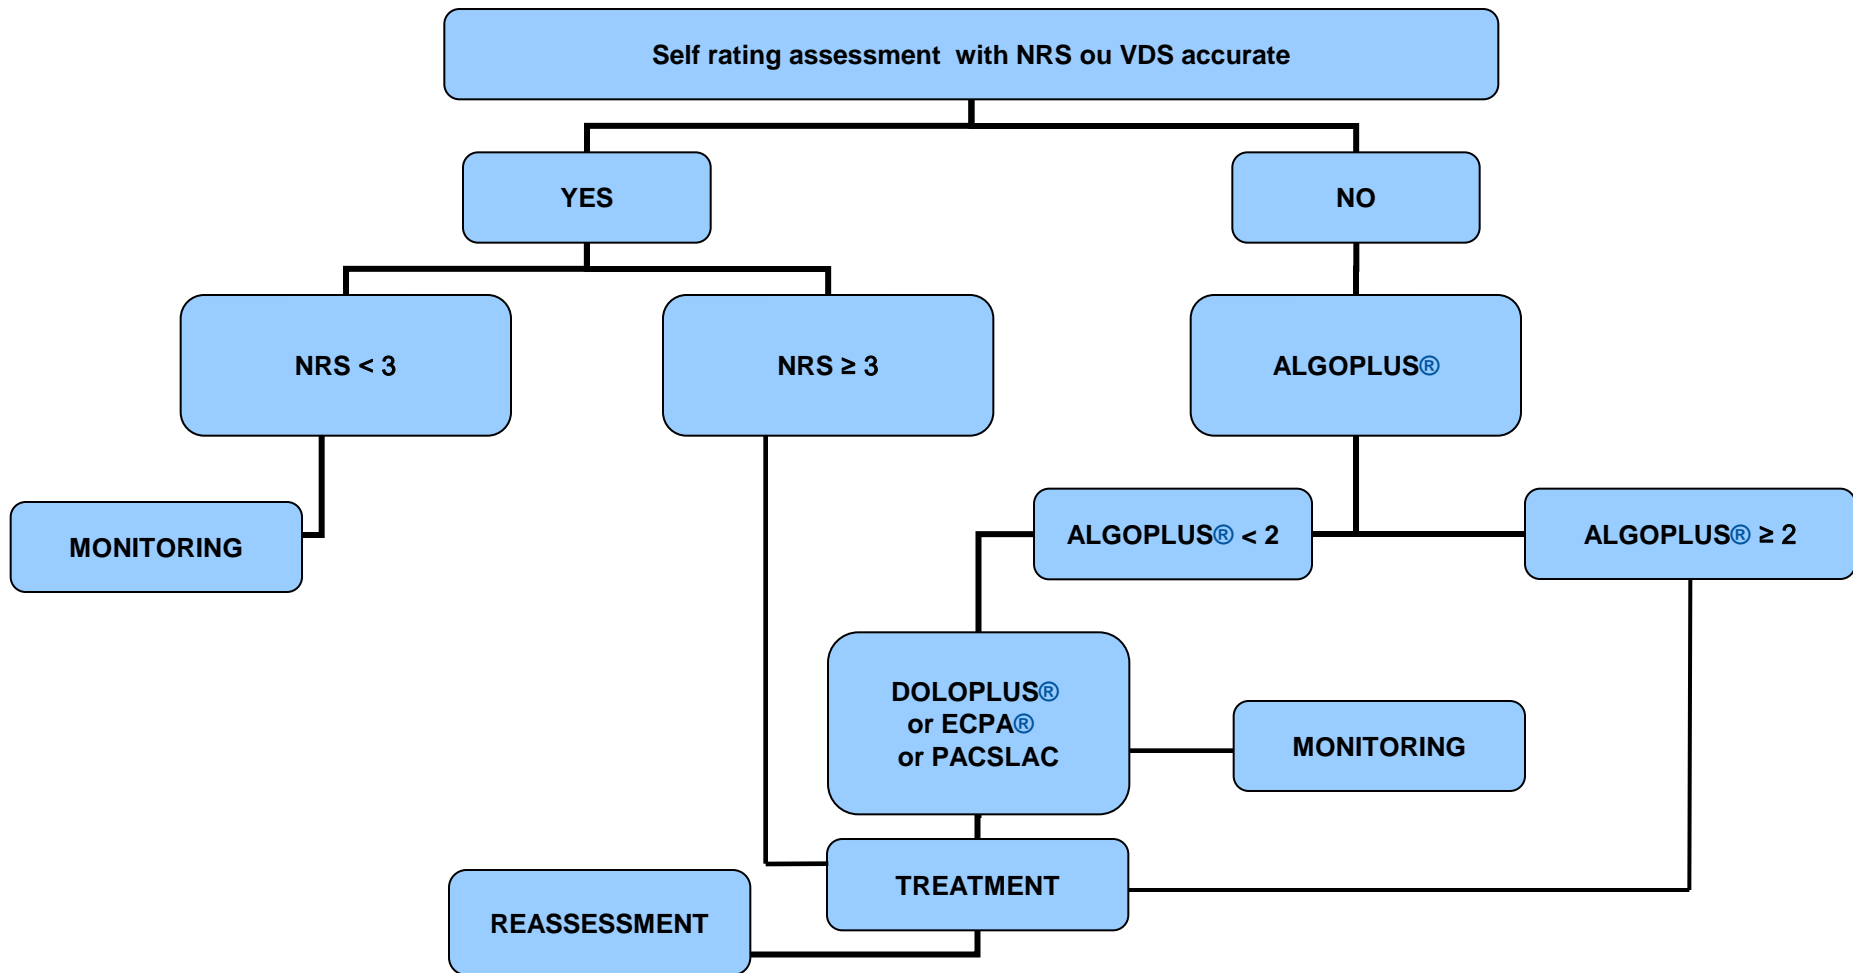 Self rating assessment with NRS ou VDS accurate
YES
NO
NRS < 3
NRS ≥ 3
ALGOPLUS®
MONITORING
ALGOPLUS® < 2
ALGOPLUS® ≥ 2
DOLOPLUS®
or ECPA®
or PACSLAC
MONITORING
TREATMENT
REASSESSMENT